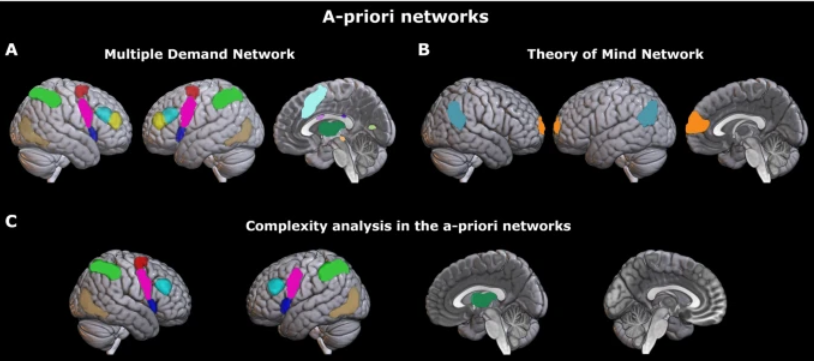 A-priori networks
A
Multiple Demand Network
B
Theory of Mind Network
C
Complexity analysis in the a-priori networks